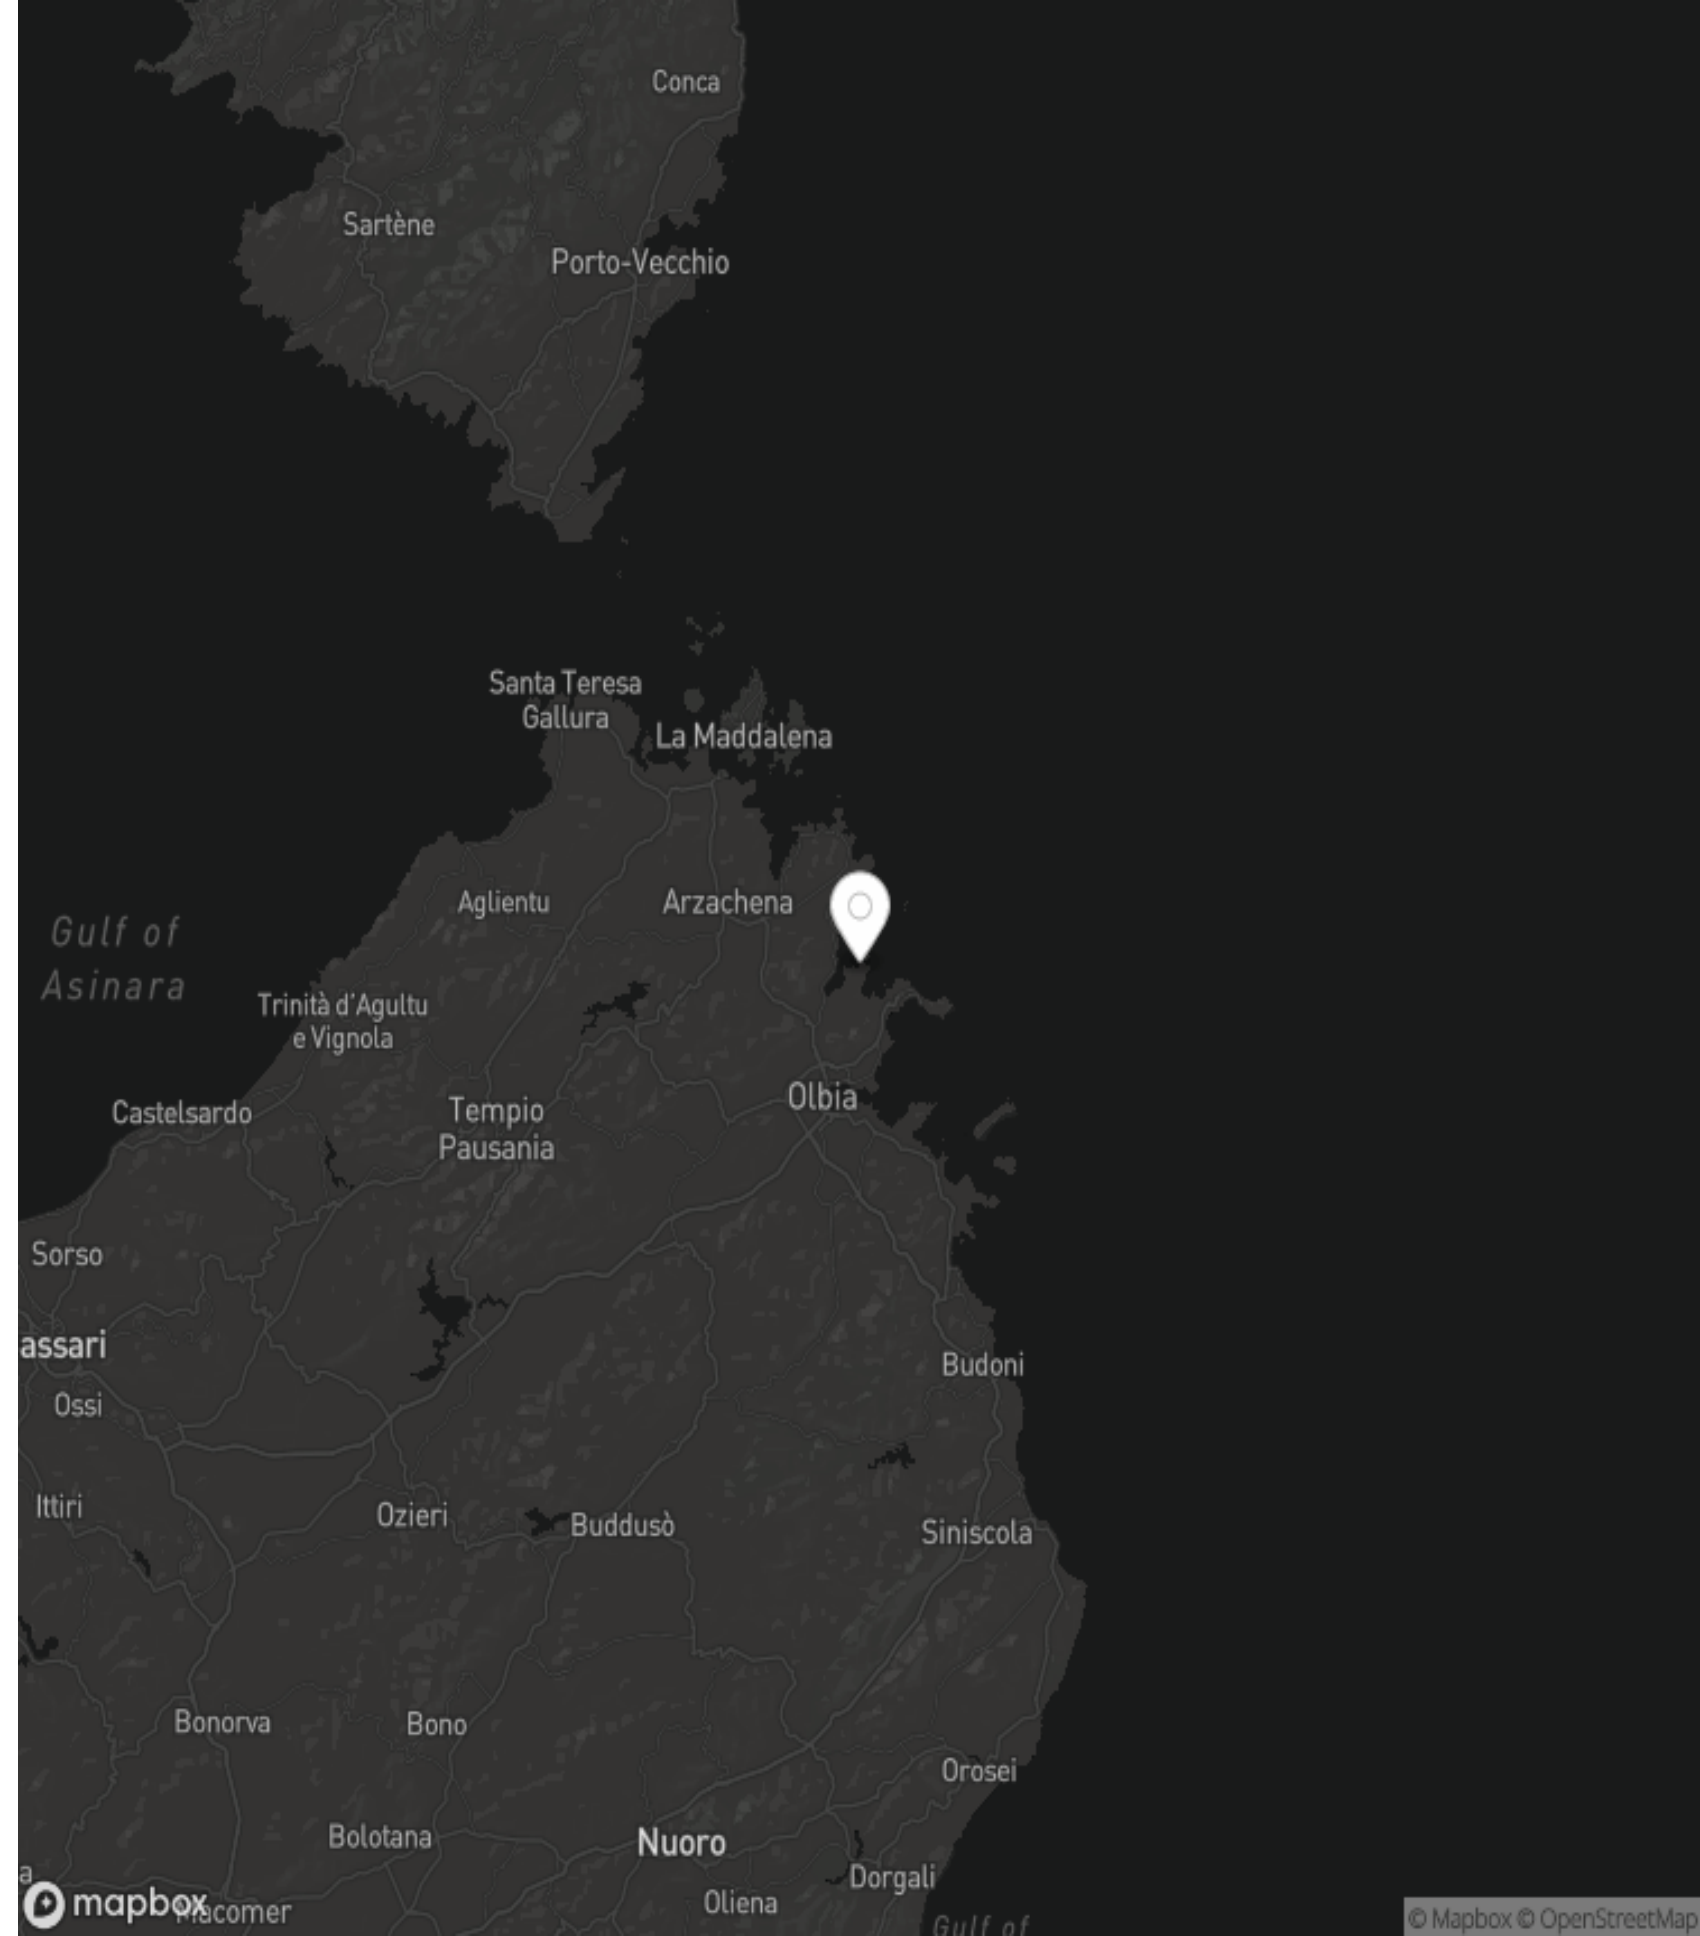 Conca
Sartène
Porto-Vecchio
Santa Teresa
Gallura
La Maddalena
Aglientu
Arzachena
Gulf of
Asinara
Trinità d'Agultu
e Vignola
Castelsardo
Tempio
Pausania
Olbia
Sorso
assari
Budoni
Ossi
Ittiri
Ozieri
Buddusò
Siniscola
Bonorva
Bono
Orosei
Bolotana
Nuoro
a
Dorgali
mapbox
Macomer
Oliena
Gulf of
© Mapbox © OpenStreetMap